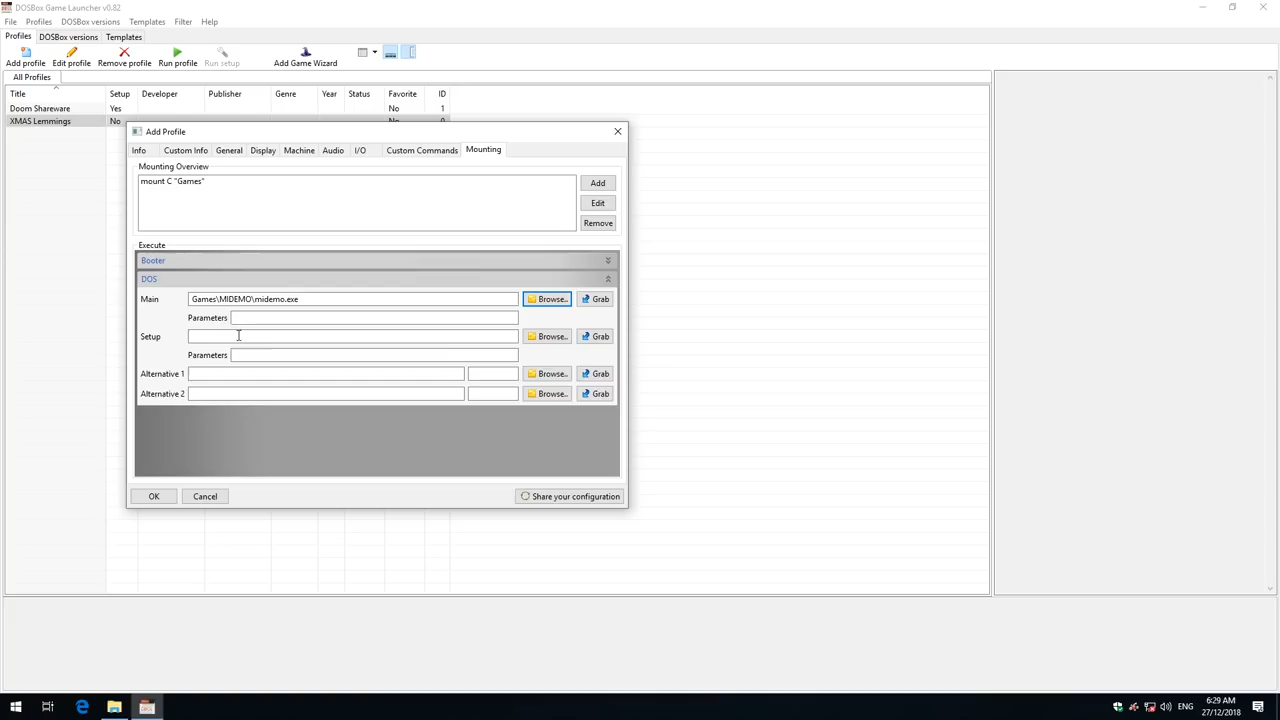 DOSBox Game Launcher v0.82
File Profiles DOSBox versions Templates Filter Help
Profiles DOSBox versions Templates
Add profile Edit profile Remove profile Run profile Run setup Add Game Wizard
All Profiles
Title Setup Developer Publisher Genre Year Status Favorite ID
Doom Shareware Yes No 1
XMAS Lemmings No No 0
Add Profile
Info Custom Info General Display Machine Audio I/O Custom Commands Mounting
Mounting Overview
mount C "Games"
Add
Edit
Remove
Execute
Booter
DOS
Main Games\MIDEMO\midemo.exe Browse.. Grab
Parameters
Setup Browse.. Grab
Parameters
Alternative 1 Browse.. Grab
Alternative 2 Browse.. Grab
OK Cancel Share your configuration
ENG 6:29 AM
27/12/2018